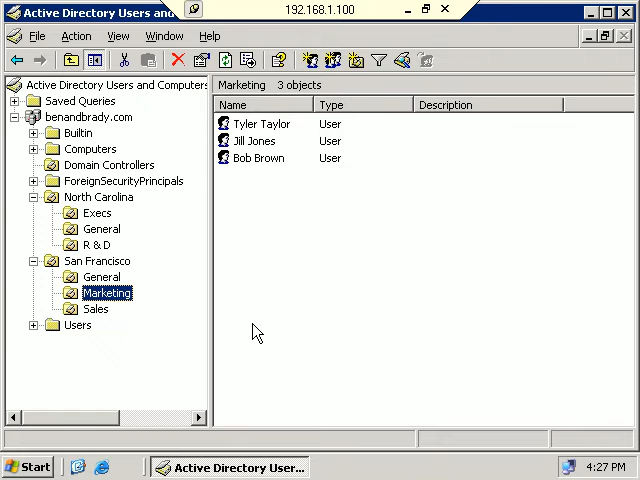 Active Directory Users and
192.168.1.100
File Action View Window Help
Active Directory Users and Computers
Saved Queries
benandbrady.com
Builtin
Computers
Domain Controllers
ForeignSecurityPrincipals
North Carolina
Execs
General
R & D
San Francisco
General
Marketing
Sales
Users
Marketing 3 objects
Name Type Description
Tyler Taylor User
Jill Jones User
Bob Brown User
Start
Active Directory User...
4:27 PM